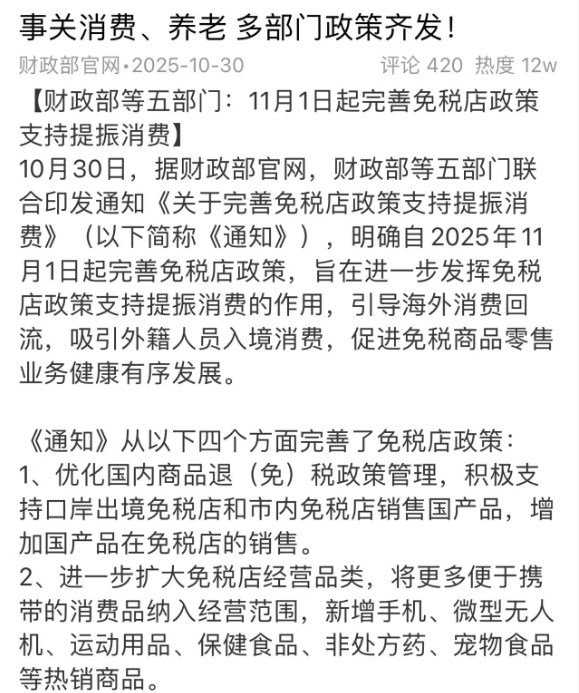 事关消费、养老 多部门政策齐发！
财政部官网•2025-10-30 评论 420 热度 12w
【财政部等五部门：11月1日起完善免税店政策
支持提振消费】
10月30日，据财政部官网，财政部等五部门联
合印发通知《关于完善免税店政策支持提振消
费》（以下简称《通知》），明确自2025年11
月1日起完善免税店政策，旨在进一步发挥免税
店政策支持提振消费的作用，引导海外消费回
流，吸引外籍人员入境消费，促进免税商品零售
业务健康有序发展。
《通知》从以下四个方面完善了免税店政策：
1、优化国内商品退（免）税政策管理，积极支
持口岸出境免税店和市内免税店销售国产品，增
加国产品在免税店的销售。
2、进一步扩大免税店经营品类，将更多便于携
带的消费品纳入经营范围，新增手机、微型无人
机、运动用品、保健食品、非处方药、宠物食品
等热销商品。